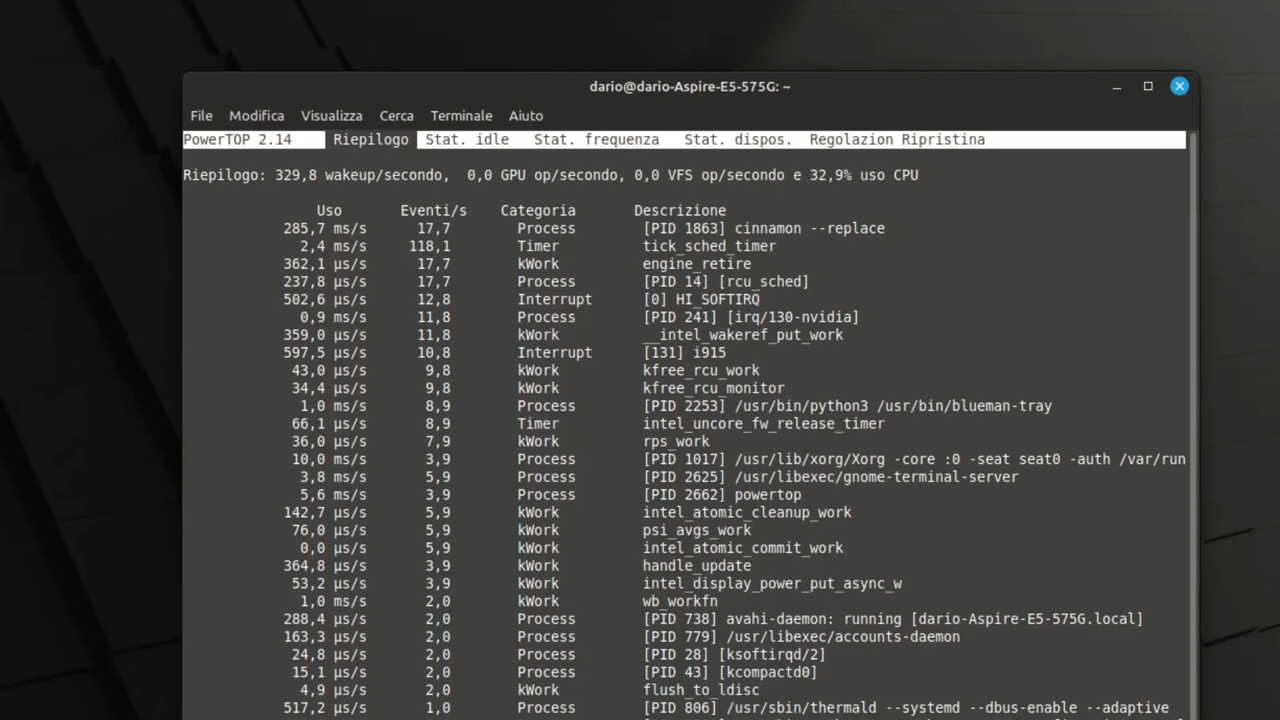 dario@dario-Aspire-E5-575G: ~
File Modifica Visualizza Cerca Terminale Aiuto
PowerTOP 2.14 Riepilogo Stat. idle Stat. frequenza Stat. dispos. Regolazion Ripristina
Riepilogo: 329,8 wakeup/secondo, 0,0 GPU op/secondo, 0,0 VFS op/secondo e 32,9% uso CPU
Uso Eventi/s Categoria Descrizione
285,7 ms/s 17,7 Process [PID 1863] cinnamon --replace
2,4 ms/s 118,1 Timer tick_sched_timer
362,1 µs/s 17,7 kWork engine_retire
237,8 µs/s 17,7 Process [PID 14] [rcu_sched]
502,6 µs/s 12,8 Interrupt [0] HI_SOFTIRQ
0,9 ms/s 11,8 Process [PID 241] [irq/130-nvidia]
359,0 µs/s 11,8 kWork __intel_wakeref_put_work
597,5 µs/s 10,8 Interrupt [131] i915
43,0 µs/s 9,8 kWork kfree_rcu_work
34,4 µs/s 9,8 kWork kfree_rcu_monitor
1,0 ms/s 8,9 Process [PID 2253] /usr/bin/python3 /usr/bin/blueman-tray
66,1 µs/s 8,9 Timer intel_uncore_fw_release_timer
36,0 µs/s 7,9 kWork rps_work
10,0 ms/s 3,9 Process [PID 1017] /usr/lib/xorg/Xorg -core :0 -seat seat0 -auth /var/run
3,8 ms/s 5,9 Process [PID 2625] /usr/libexec/gnome-terminal-server
5,6 ms/s 3,9 Process [PID 2662] powertop
142,7 µs/s 5,9 kWork intel_atomic_cleanup_work
76,0 µs/s 5,9 kWork psi_avgs_work
0,0 µs/s 5,9 kWork intel_atomic_commit_work
364,8 µs/s 3,9 kWork handle_update
53,2 µs/s 3,9 kWork intel_display_power_put_async_w
1,0 ms/s 2,0 kWork wb_workfn
288,4 µs/s 2,0 Process [PID 738] avahi-daemon: running [dario-Aspire-E5-575G.local]
163,3 µs/s 2,0 Process [PID 779] /usr/libexec/accounts-daemon
24,8 µs/s 2,0 Process [PID 28] [ksoftirqd/2]
15,1 µs/s 2,0 Process [PID 43] [kcompactd0]
4,9 µs/s 2,0 kWork flush_to_ldisc
517,2 µs/s 1,0 Process [PID 806] /usr/sbin/thermald --systemd --dbus-enable --adaptive